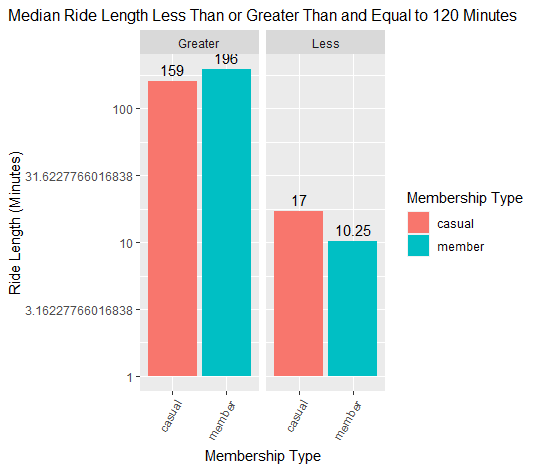 Median Ride Length Less Than or Greater Than and Equal to 120 Minutes
Greater
Less
Ride Length (Minutes)
100
31.6227766016838
10
3.16227766016838
1
159
196
17
10.25
casual
member
casual
member
Membership Type
Membership Type
casual
member